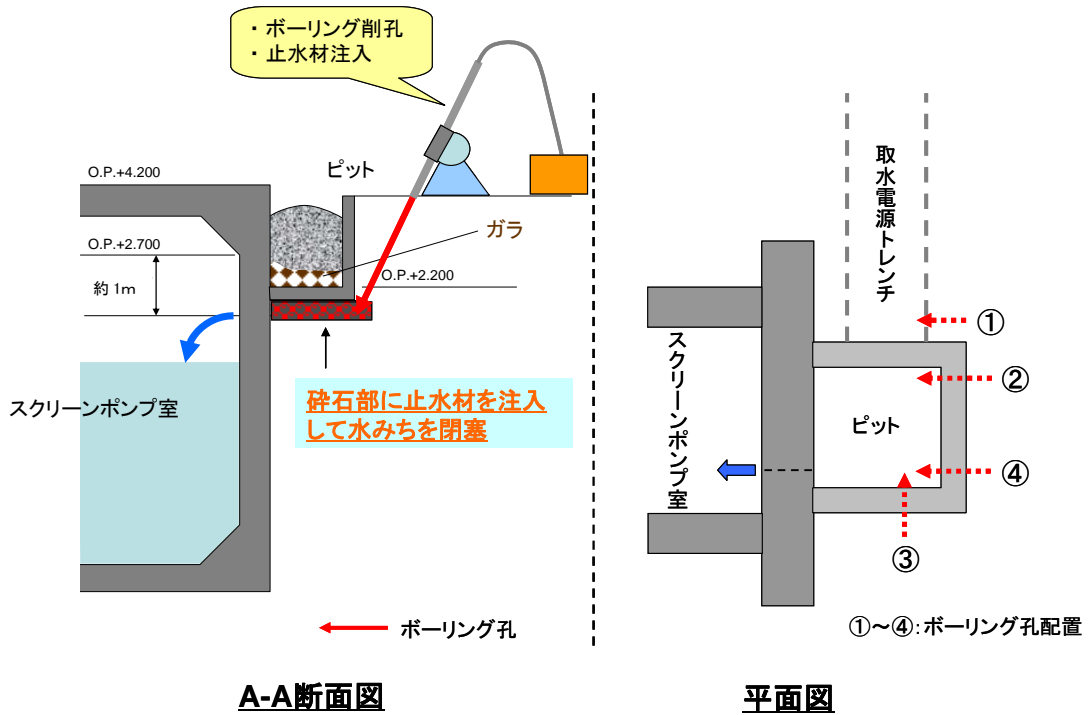 ・ボーリング削孔
・止水材注入
ピット
O.P.+4.200
ガラ
O.P.+2.700
O.P.+2.200
約1m
スクリーンポンプ室
砕石部に止水材を注入
して水みちを閉塞
ボーリング孔
A-A断面図
取水電源トレンチ
①
②
スクリーンポンプ室
ピット
④
③
①～④:ボーリング孔配置
平面図